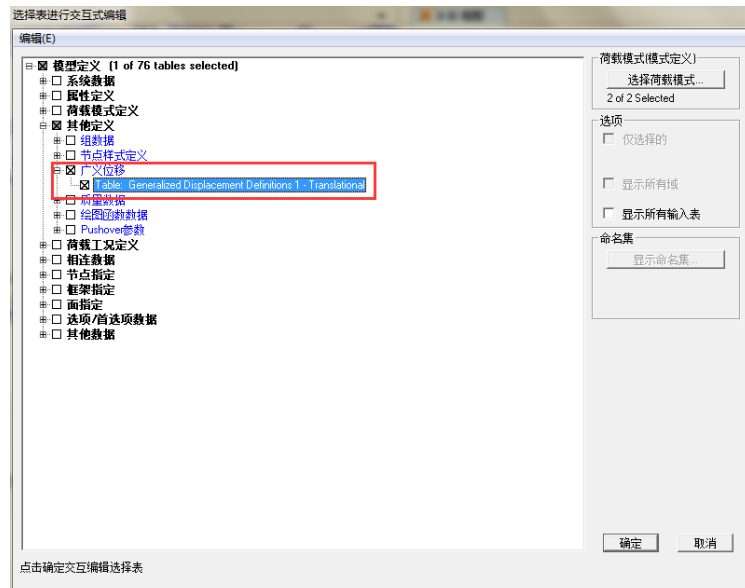 选择表进行交互式编辑
编辑(E)
模型定义 (1 of 76 tables selected)
系统数据
属性定义
荷载模式定义
其他定义
组数据
节点样式定义
广义位移
Table: Generalized Displacement Definitions 1 - Translational
质量数据
绘图函数数据
Pushover参数
荷载工况定义
相连数据
节点指定
框架指定
面指定
选项/首选项数据
其他数据
荷载模式(模式定义)
选择荷载模式...
2 of 2 Selected
选项
仅选择的
显示所有域
显示所有输入表
命名集
显示命名集...
确定
取消
点击确定交互编辑选择表